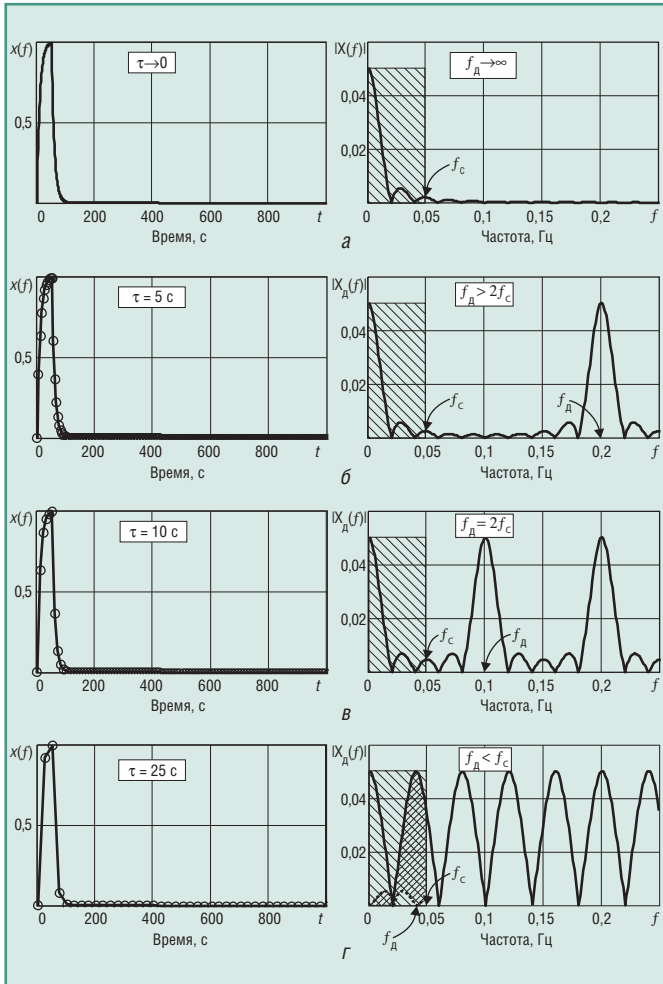 x(f)
τ→0
0,5
0 200 400 600 800 t
Время, с
|X(f)|
f_д→∞
0,04
0,02
f_с
0 0,05 0,1 0,15 0,2 f
Частота, Гц
а
x(f)
τ = 5 с
0,5
0 200 400 600 800 t
Время, с
|X_д(f)|
f_д > 2f_с
0,04
0,02
f_с
f_д
0 0,05 0,1 0,15 0,2 f
Частота, Гц
б
x(f)
τ = 10 с
0,5
0 200 400 600 800 t
Время, с
|X_д(f)|
f_д = 2f_с
0,04
0,02
f_с
f_д
0 0,05 0,1 0,15 0,2 f
Частота, Гц
в
x(f)
τ = 25 с
0,5
0 200 400 600 800 t
Время, с
|X_д(f)|
f_д < f_с
0,04
0,02
f_с
0 0,05 0,1 0,15 0,2 f
f_д
Частота, Гц
г